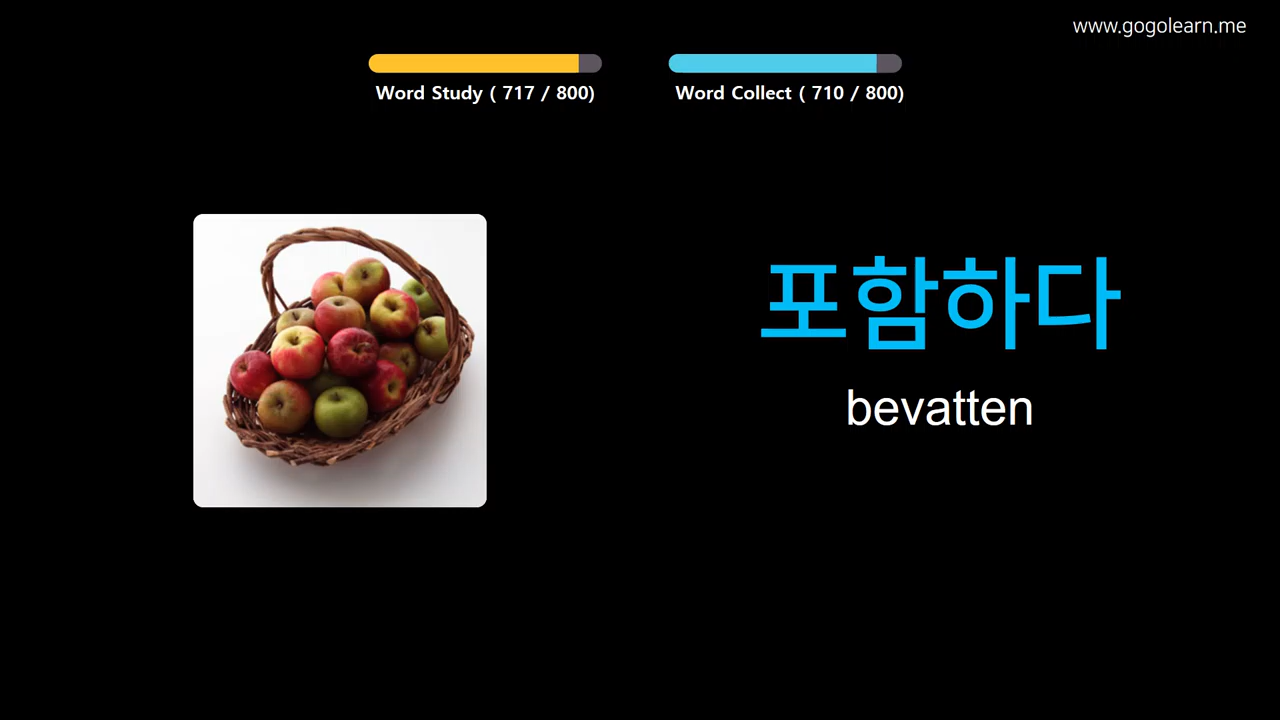 www.gogolearn.me
Word Study ( 717 / 800)
Word Collect ( 710 / 800)
포함하다
bevatten